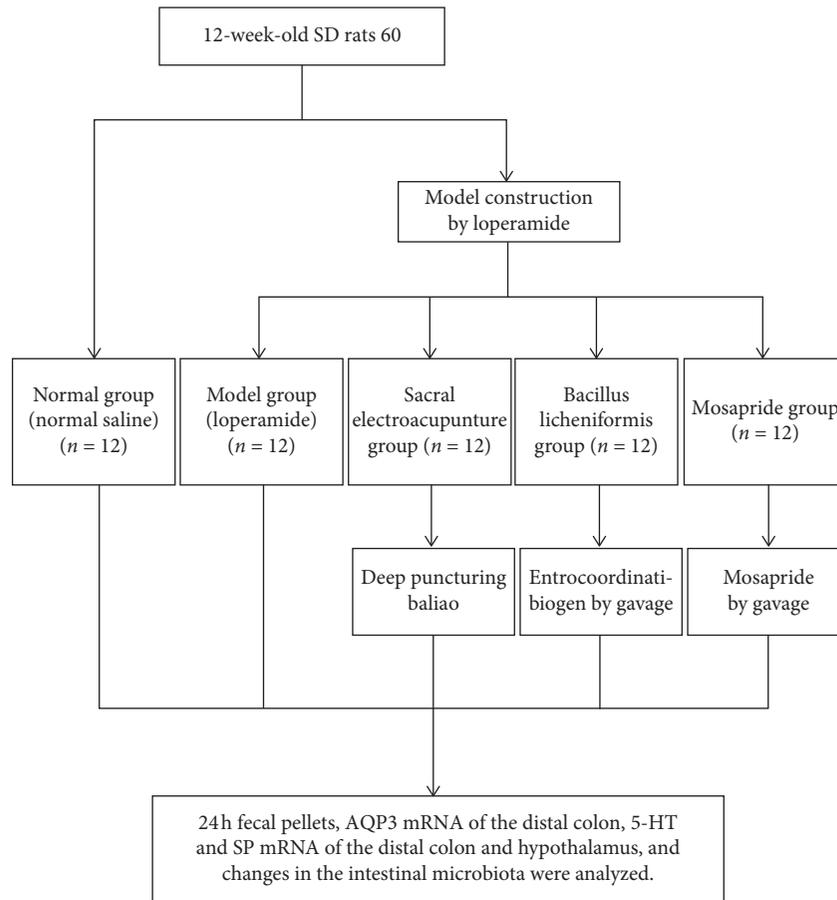 12-week-old SD rats 60
Model construction
by loperamide
Normal group
(normal saline)
(n = 12)
Model group
(loperamide)
(n = 12)
Sacral
electroacupunture
group (n = 12)
Bacillus
licheniformis
group (n = 12)
Mosapride group
(n = 12)
Deep puncturing
baliao
Entrocoordinati-
biogen by gavage
Mosapride
by gavage
24h fecal pellets, AQP3 mRNA of the distal colon, 5-HT
and SP mRNA of the distal colon and hypothalamus, and
changes in the intestinal microbiota were analyzed.